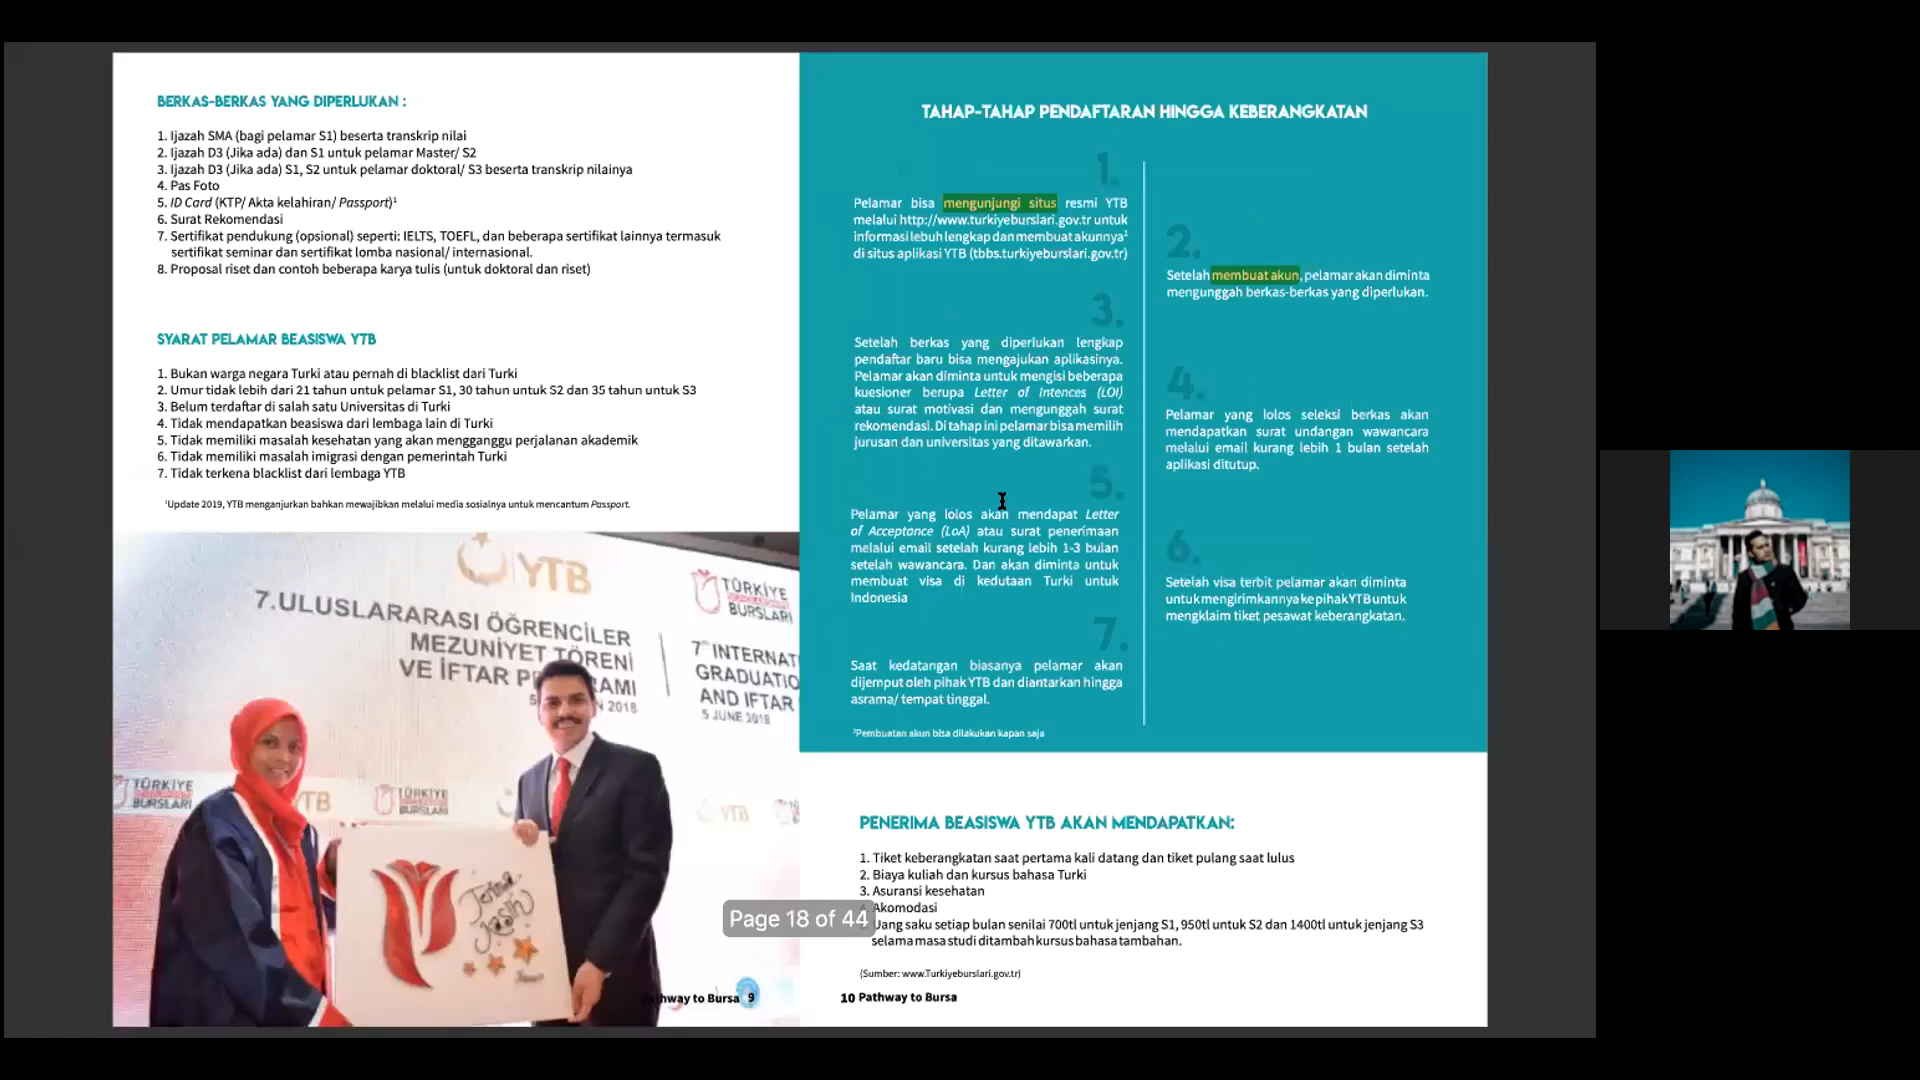 BERKAS-BERKAS YANG DIPERLUKAN :
1. Ijazah SMA (bagi pelamar S1) beserta transkrip nilai
2. Ijazah D3 (Jika ada) dan S1 untuk pelamar Master/ S2
3. Ijazah D3 (Jika ada) S1, S2 untuk pelamar doktoral/ S3 beserta transkrip nilainya
4. Pas Foto
5. ID Card (KTP/ Akta kelahiran/ Passport)¹
6. Surat Rekomendasi
7. Sertifikat pendukung (opsional) seperti: IELTS, TOEFL, dan beberapa sertifikat lainnya termasuk
sertifikat seminar dan sertifikat lomba nasional/ internasional.
8. Proposal riset dan contoh beberapa karya tulis (untuk doktoral dan riset)
SYARAT PELAMAR BEASISWA YTB
1. Bukan warga negara Turki atau pernah di blacklist dari Turki
2. Umur tidak lebih dari 21 tahun untuk pelamar S1, 30 tahun untuk S2 dan 35 tahun untuk S3
3. Belum terdaftar di salah satu Universitas di Turki
4. Tidak mendapatkan beasiswa dari lembaga lain di Turki
5. Tidak memiliki masalah kesehatan yang akan mengganggu perjalanan akademik
6. Tidak memiliki masalah imigrasi dengan pemerintah Turki
7. Tidak terkena blacklist dari lembaga YTB
¹Update 2019, YTB menganjurkan bahkan mewajibkan melalui media sosialnya untuk mencantum Passport.
YTB
7.ULUSLARARASI ÖĞRENCİLER
MEZUNİYET TÖRENİ
VE İFTAR
2018
TÜRKİYE
BURSLARI
GRADUATIO
AND IFTAR
5 JUNE 2018
TÜRKİYE
BURSLARI
YTB
TÜRKİYE
BURSLARI
YTB
Pathway to Bursa 9
TAHAP-TAHAP PENDAFTARAN HINGGA KEBERANGKATAN
1.
Pelamar bisa mengunjungi situs resmi YTB
melalui http://www.turkiyeburslari.gov.tr untuk
informasi lebuh lengkap dan membuat akunnya¹
di situs aplikasi YTB (tbbs.turkiyeburslari.gov.tr)
2.
Setelah membuat akun, pelamar akan diminta
mengunggah berkas-berkas yang diperlukan.
3.
Setelah berkas yang diperlukan lengkap
pendaftar baru bisa mengajukan aplikasinya.
Pelamar akan diminta untuk mengisi beberapa
kuesioner berupa Letter of Intences (LOI)
atau surat motivasi dan mengunggah surat
rekomendasi. Di tahap ini pelamar bisa memilih
jurusan dan universitas yang ditawarkan.
4.
Pelamar yang lolos seleksi berkas akan
mendapatkan surat undangan wawancara
melalui email kurang lebih 1 bulan setelah
aplikasi ditutup.
5.
Pelamar yang lolos akan mendapat Letter
of Acceptance (LoA) atau surat penerimaan
melalui email setelah kurang lebih 1-3 bulan
setelah wawancara. Dan akan diminta untuk
membuat visa di kedutaan Turki untuk
Indonesia
6.
Setelah visa terbit pelamar akan diminta
untuk mengirimkannya ke pihak YTB untuk
mengklaim tiket pesawat keberangkatan.
7.
Saat kedatangan biasanya pelamar akan
dijemput oleh pihak YTB dan diantarkan hingga
asrama/ tempat tinggal.
²Pembuatan akun bisa dilakukan kapan saja
PENERIMA BEASISWA YTB AKAN MENDAPATKAN:
1. Tiket keberangkatan saat pertama kali datang dan tiket pulang saat lulus
2. Biaya kuliah dan kursus bahasa Turki
3. Asuransi kesehatan
Akomodasi
Uang saku setiap bulan senilai 700tl untuk jenjang S1, 950tl untuk S2 dan 1400tl untuk jenjang S3
selama masa studi ditambah kursus bahasa tambahan.
Page 18 of 44
(Sumber: www.Turkiyeburslari.gov.tr)
10 Pathway to Bursa